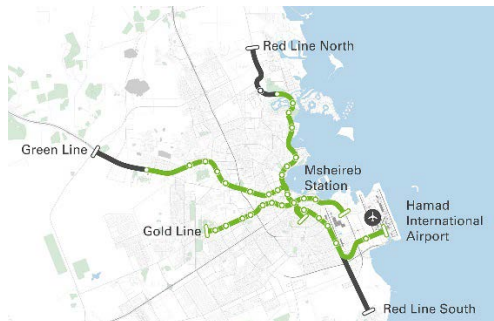 Red Line North
Green Line
Msheireb
Station
Hamad
International
Airport
Gold Line
Red Line South